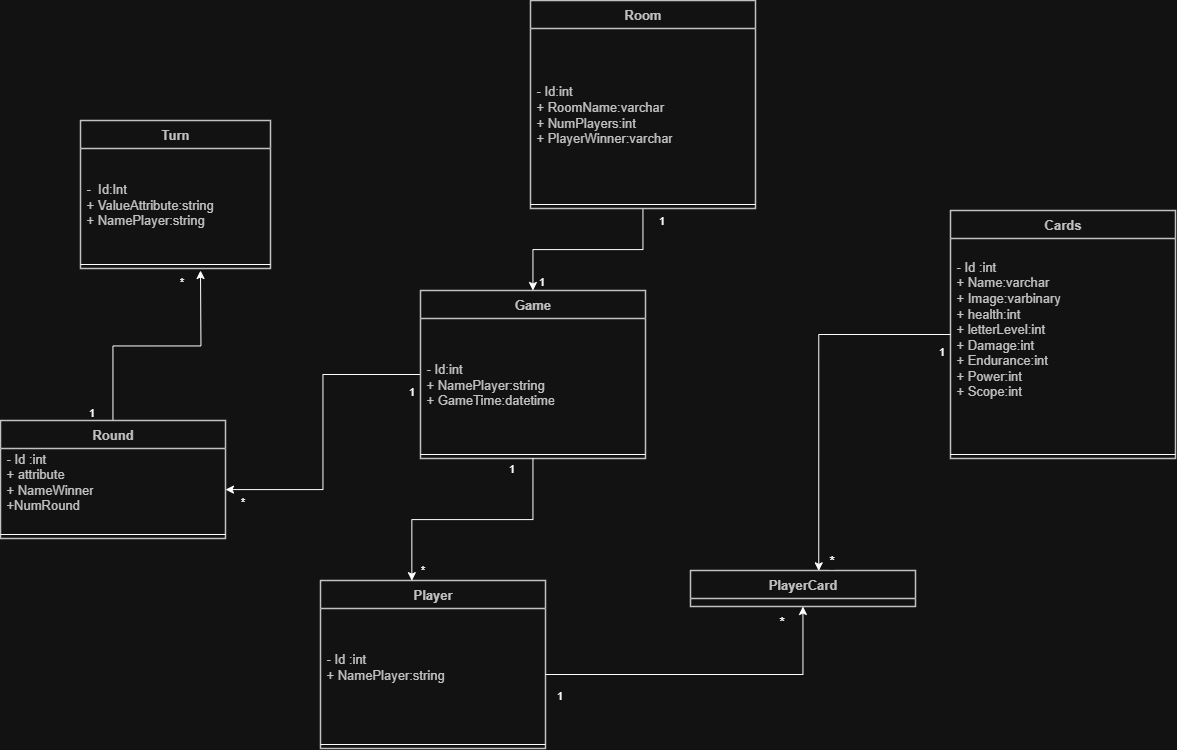 Room
- Id:int
+ RoomName:varchar
+ NumPlayers:int
+ PlayerWinner:varchar
1
Turn
- Id:Int
+ ValueAttribute:string
+ NamePlayer:string
*
Cards
- Id :int
+ Name:varchar
+ Image:varbinary
+ health:int
+ letterLevel:int
+ Damage:int
+ Endurance:int
+ Power:int
+ Scope:int
1
1
Game
- Id:int
+ NamePlayer:string
+ GameTime:datetime
1
1
1
Round
- Id :int
+ attribute
+ NameWinner
+NumRound
*
*
Player
- Id :int
+ NamePlayer:string
1
*
PlayerCard
*